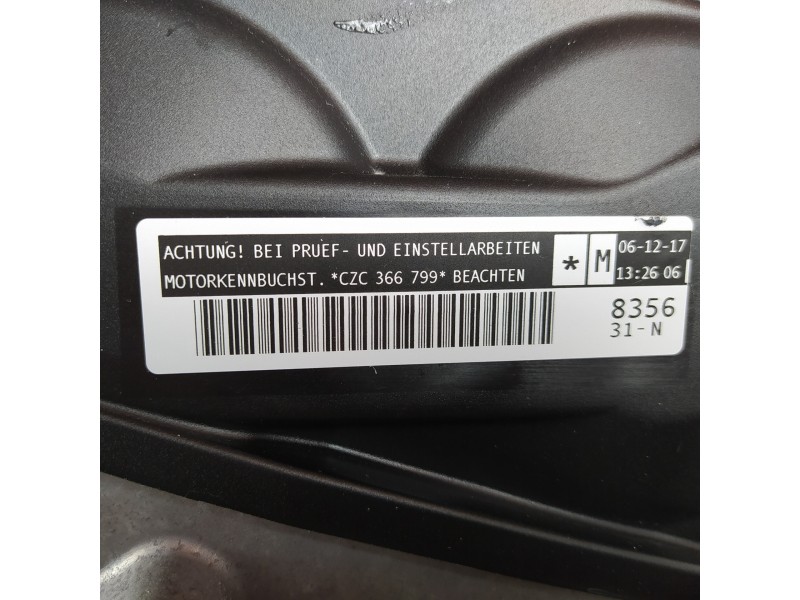 ACHTUNG! BEI PRUEF- UND EINSTELLARBEITEN
MOTORKENNBUCHST. *CZC 366 799* BEACHTEN
* M
06-12-17
13:26 06
8356
31-N